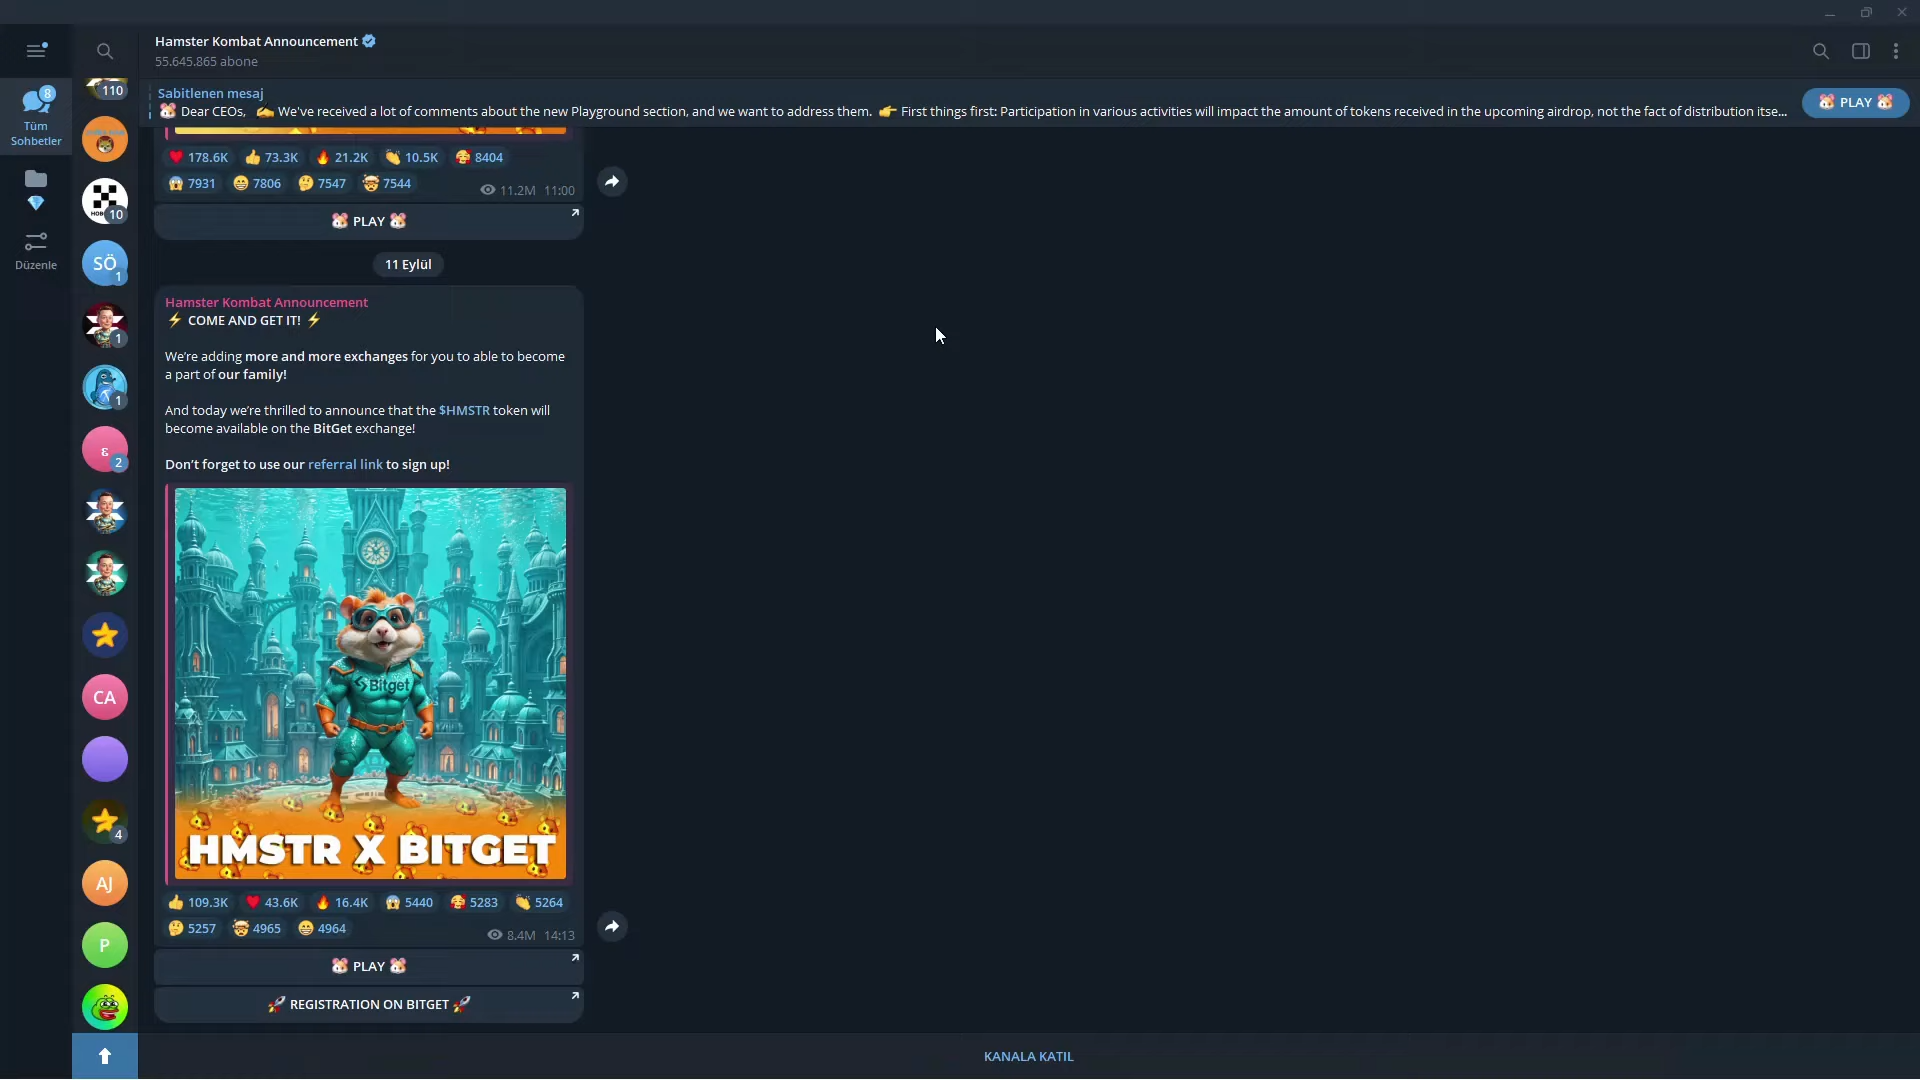 Hamster Kombat Announcement
55.645.865 abone
8
Tüm
Sohbetler
Düzenle
110
10
SÖ
1
1
1
ε
2
CA
4
AJ
P
Sabitlenen mesaj
🐹 Dear CEOs, ✍️ We've received a lot of comments about the new Playground section, and we want to address them. 👉 First things first: Participation in various activities will impact the amount of tokens received in the upcoming airdrop, not the fact of distribution itse...
🐹 PLAY 🐹
❤️ 178.6K 👍 73.3K 🔥 21.2K 👏 10.5K 🥰 8404
😱 7931 😁 7806 🤔 7547 🤯 7544 11.2M 11:00
🐹 PLAY 🐹
11 Eylül
Hamster Kombat Announcement
⚡ COME AND GET IT! ⚡
We're adding more and more exchanges for you to able to become
a part of our family!
And today we're thrilled to announce that the $HMSTR token will
become available on the BitGet exchange!
Don't forget to use our referral link to sign up!
Bitget
HMSTR X BITGET
👍 109.3K ❤️ 43.6K 🔥 16.4K 😱 5440 🥰 5283 👏 5264
🤔 5257 🤯 4965 😁 4964 8.4M 14:13
🐹 PLAY 🐹
🚀 REGISTRATION ON BITGET 🚀
KANALA KATIL